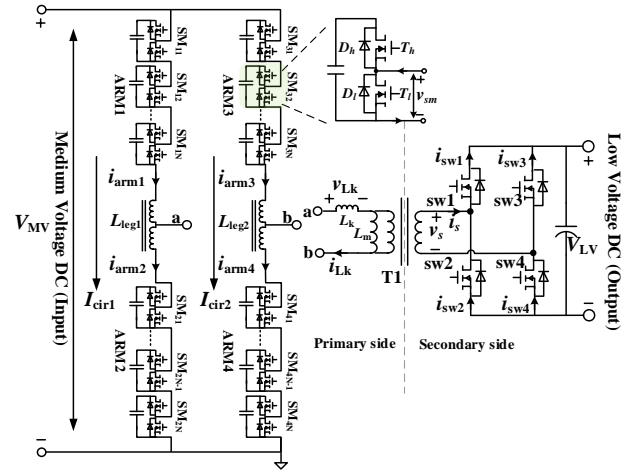 +
SM11
SM31
ARM1
SM12
ARM3
SM32
SM1N
SM3N
Dh
Th
Dl
Tl
+
vsm
−
Medium Voltage DC (Input)
VMV
iarm1
iarm3
Lleg1
a
Lleg2
b
iarm2
iarm4
Icir1
Icir2
SM21
SM41
ARM2
ARM4
SM2N-1
SM4N-1
SM2N
SM4N
−
a
+ vLk −
Lk
Lm
b
iLk
T1
Primary side
Secondary side
+
vs
−
is
isw1
isw3
sw1
sw3
sw2
sw4
isw2
isw4
+
VLV
−
Low Voltage DC (Output)